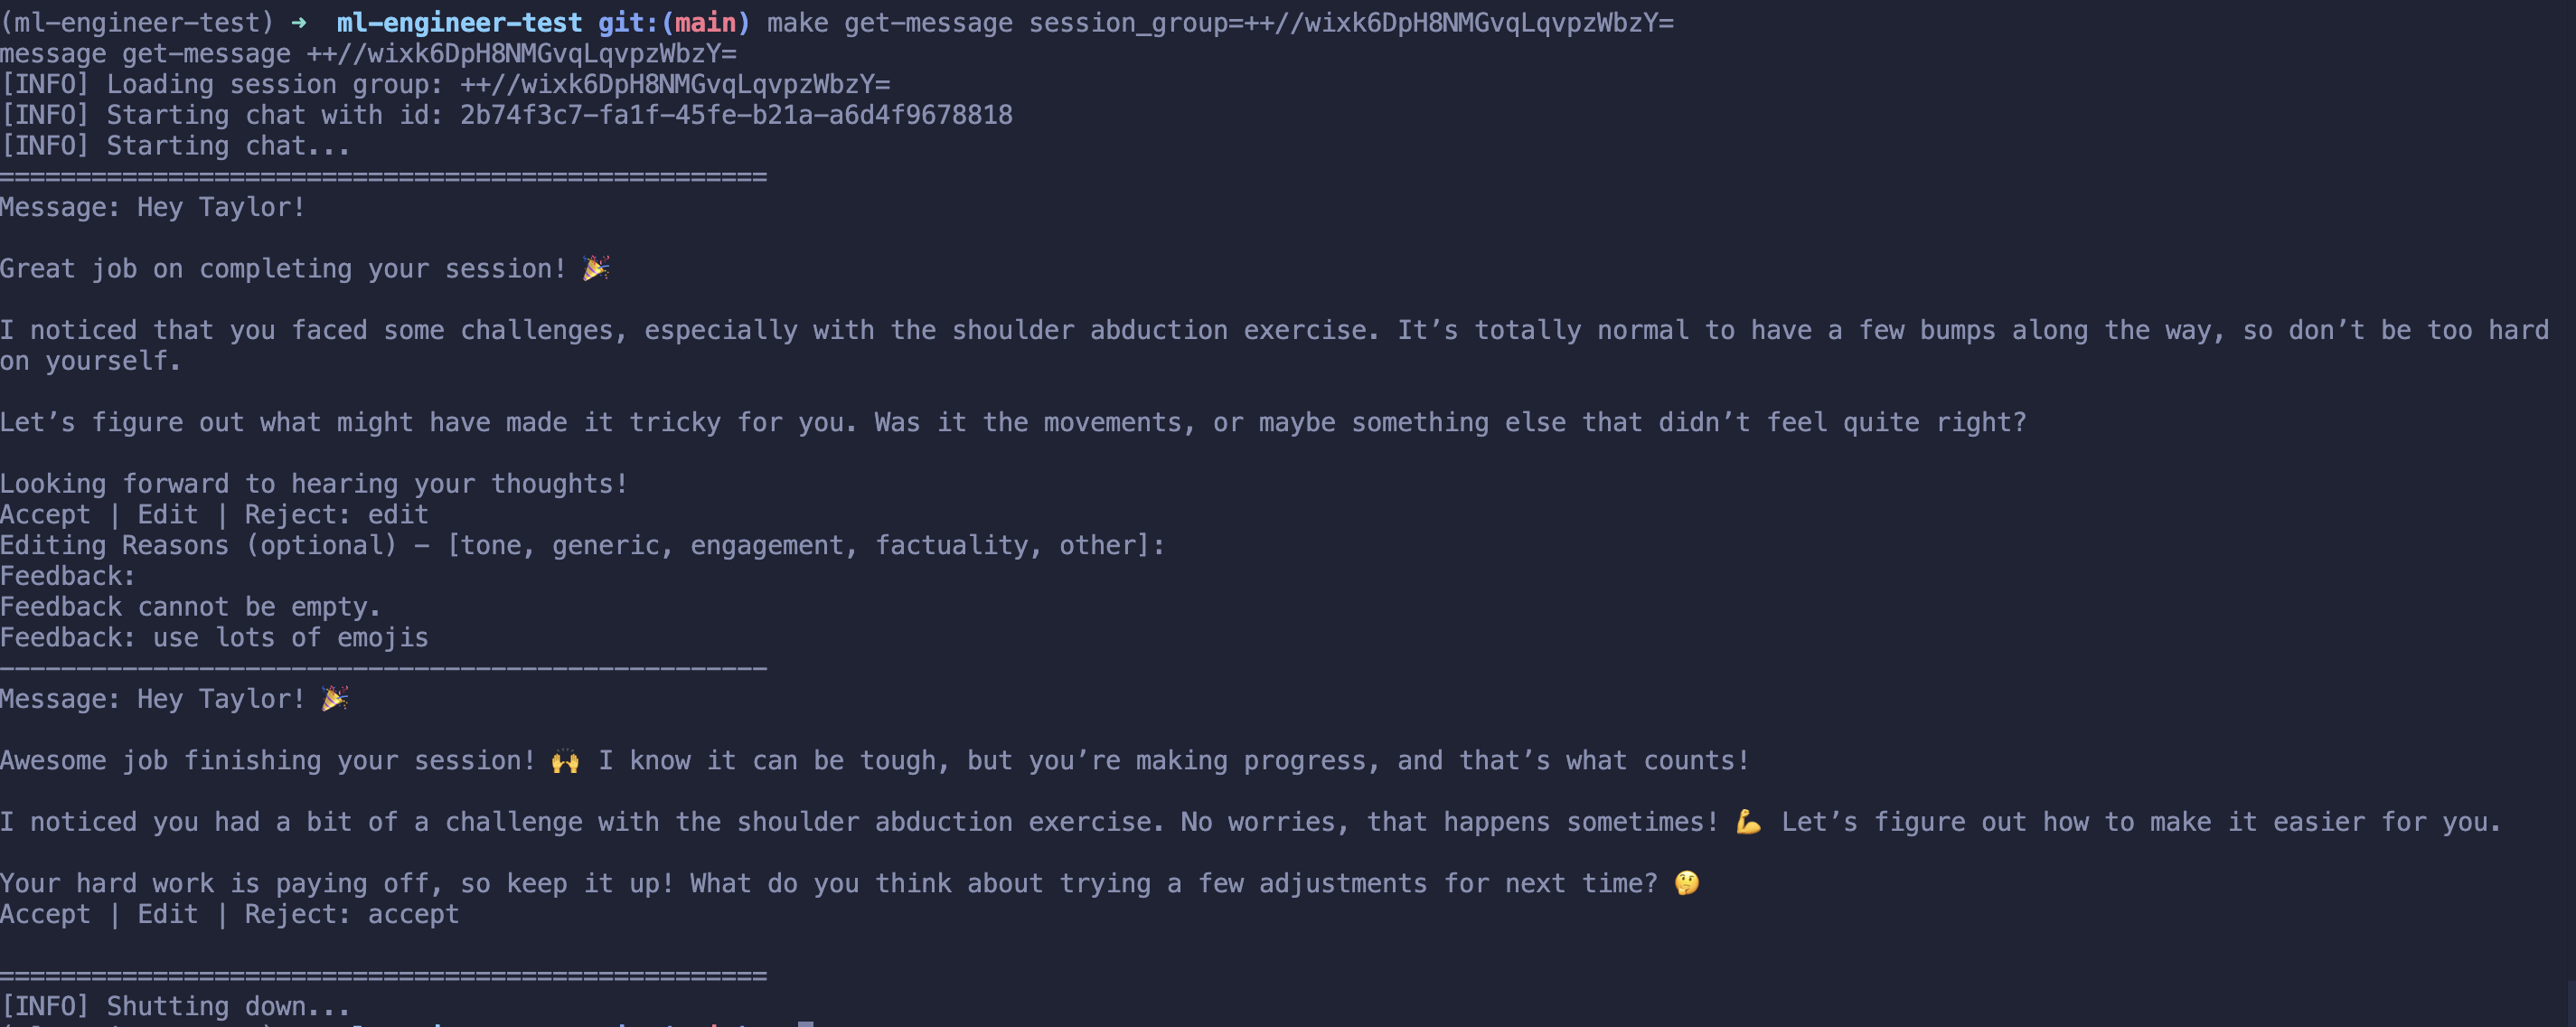 (ml-engineer-test) ➜  ml-engineer-test git:(main) make get-message session_group=++//wixk6DpH8NMGvqLqvpzWbzY=
message get-message ++//wixk6DpH8NMGvqLqvpzWbzY=
[INFO] Loading session group: ++//wixk6DpH8NMGvqLqvpzWbzY=
[INFO] Starting chat with id: 2b74f3c7-fa1f-45fe-b21a-a6d4f9678818
[INFO] Starting chat...
==================================================
Message: Hey Taylor!
Great job on completing your session! 🎉
I noticed that you faced some challenges, especially with the shoulder abduction exercise. It’s totally normal to have a few bumps along the way, so don’t be too hard
on yourself.
Let’s figure out what might have made it tricky for you. Was it the movements, or maybe something else that didn’t feel quite right?
Looking forward to hearing your thoughts!
Accept | Edit | Reject: edit
Editing Reasons (optional) - [tone, generic, engagement, factuality, other]:
Feedback:
Feedback cannot be empty.
Feedback: use lots of emojis
--------------------------------------------------
Message: Hey Taylor! 🎉
Awesome job finishing your session! 🙌 I know it can be tough, but you’re making progress, and that’s what counts!
I noticed you had a bit of a challenge with the shoulder abduction exercise. No worries, that happens sometimes! 💪 Let’s figure out how to make it easier for you.
Your hard work is paying off, so keep it up! What do you think about trying a few adjustments for next time? 🤔
Accept | Edit | Reject: accept
==================================================
[INFO] Shutting down...